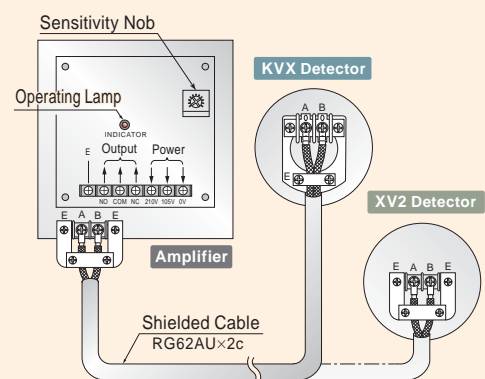 Sensitivity Nob
KVX Detector
A B
Operating Lamp
INDICATOR
E
Output Power
NO COM NC 210V 105V 0V
E
XV2 Detector
E A B E
Amplifier
E A B E
Shielded Cable
RG62AU×2c